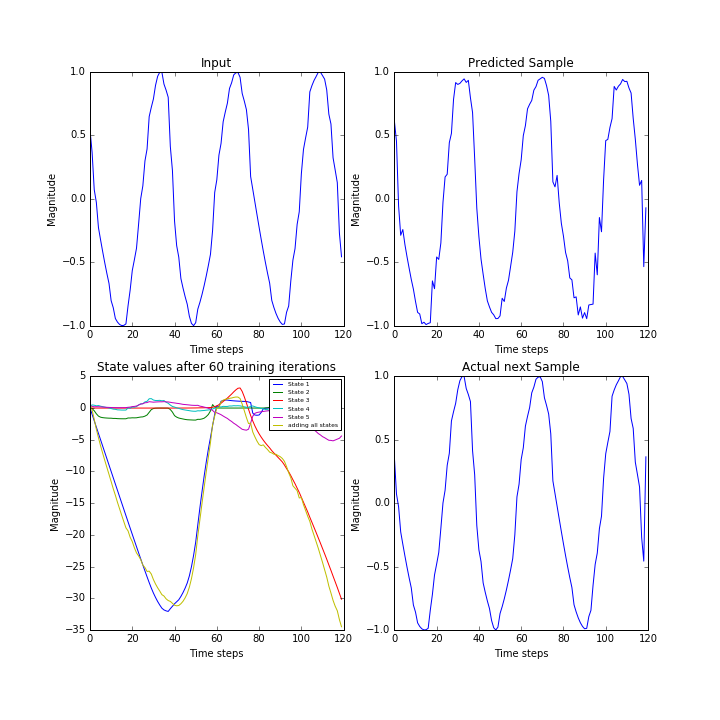 Input
Magnitude
1.0
0.5
0.0
−0.5
−1.0
0 20 40 60 80 100 120
Time steps
Predicted Sample
Magnitude
1.0
0.5
0.0
−0.5
−1.0
0 20 40 60 80 100 120
Time steps
State values after 60 training iterations
Magnitude
5
0
−5
−10
−15
−20
−25
−30
−35
0 20 40 60 80 100 120
Time steps
State 1
State 2
State 3
State 4
State 5
adding all states
Actual next Sample
Magnitude
1.0
0.5
0.0
−0.5
−1.0
0 20 40 60 80 100 120
Time steps